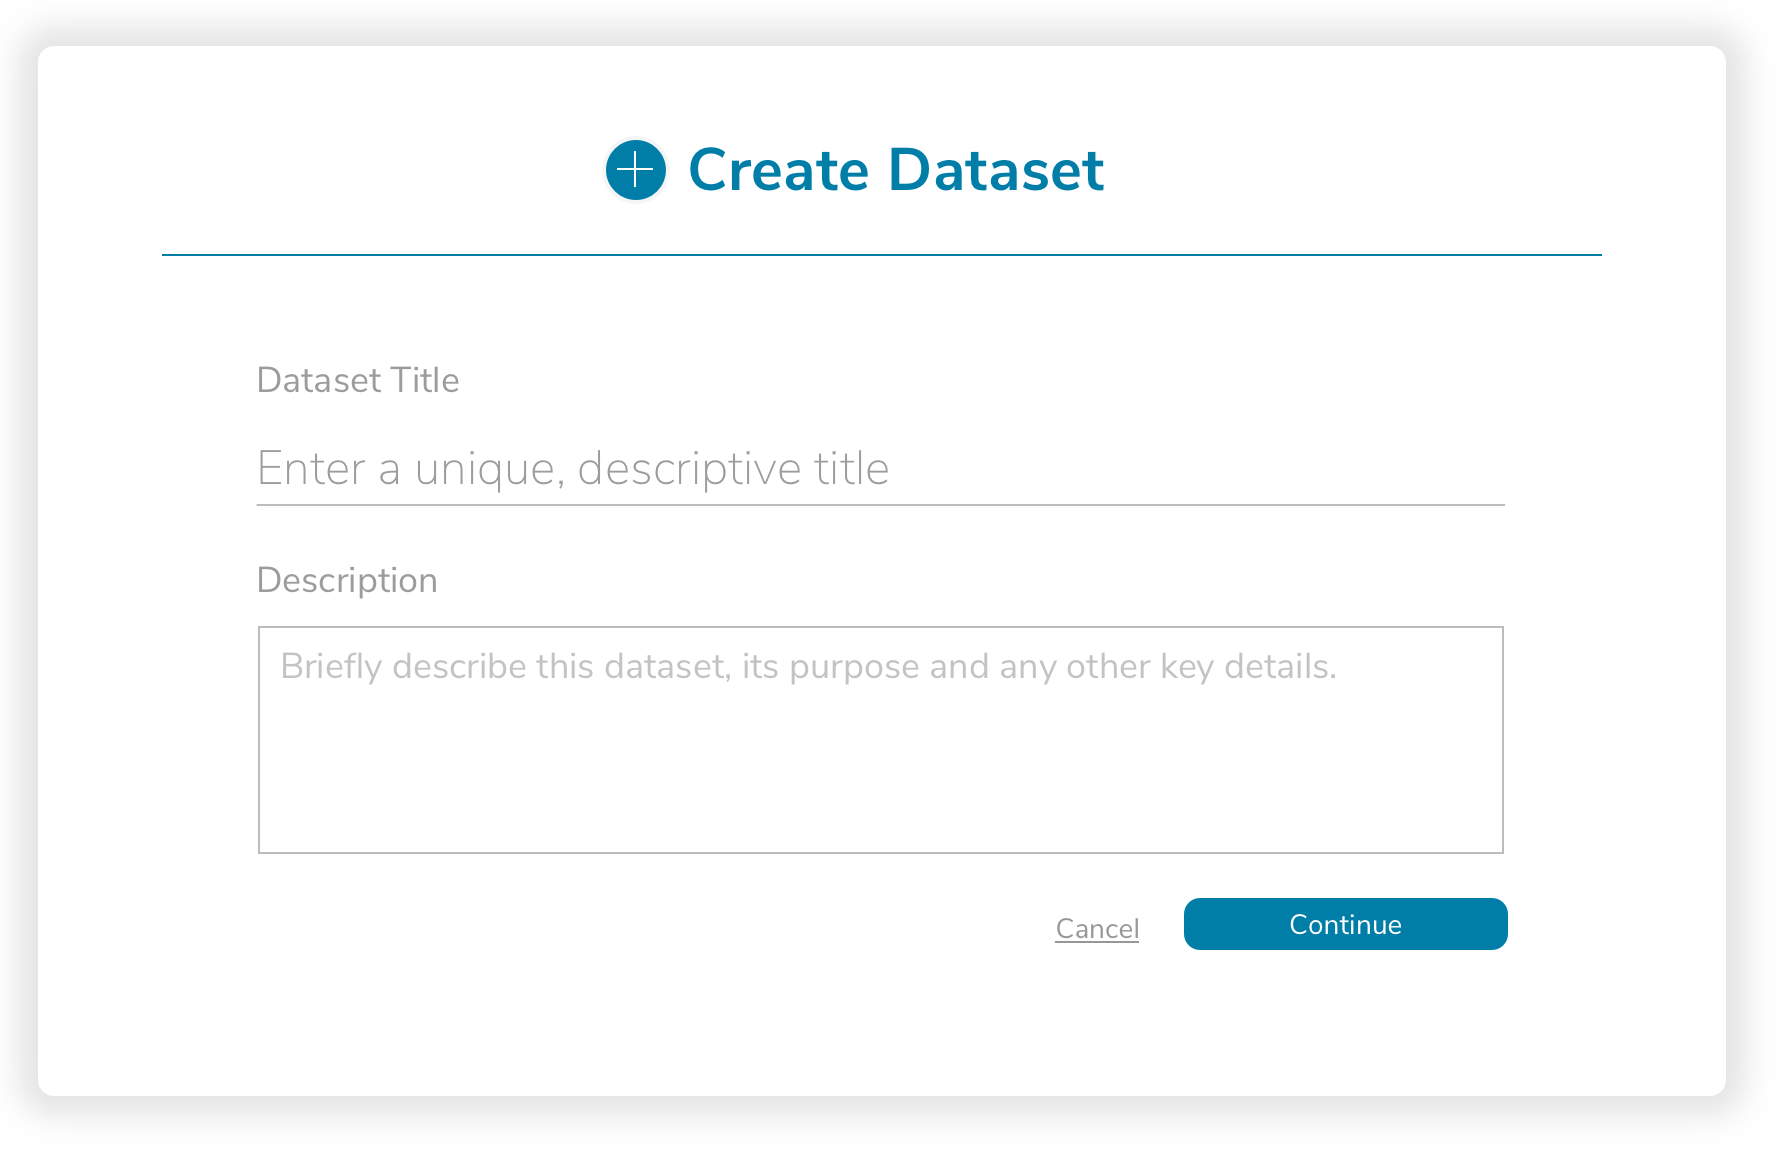 Create Dataset
Dataset Title
Enter a unique, descriptive title
Description
Briefly describe this dataset, its purpose and any other key details.
Cancel
Continue